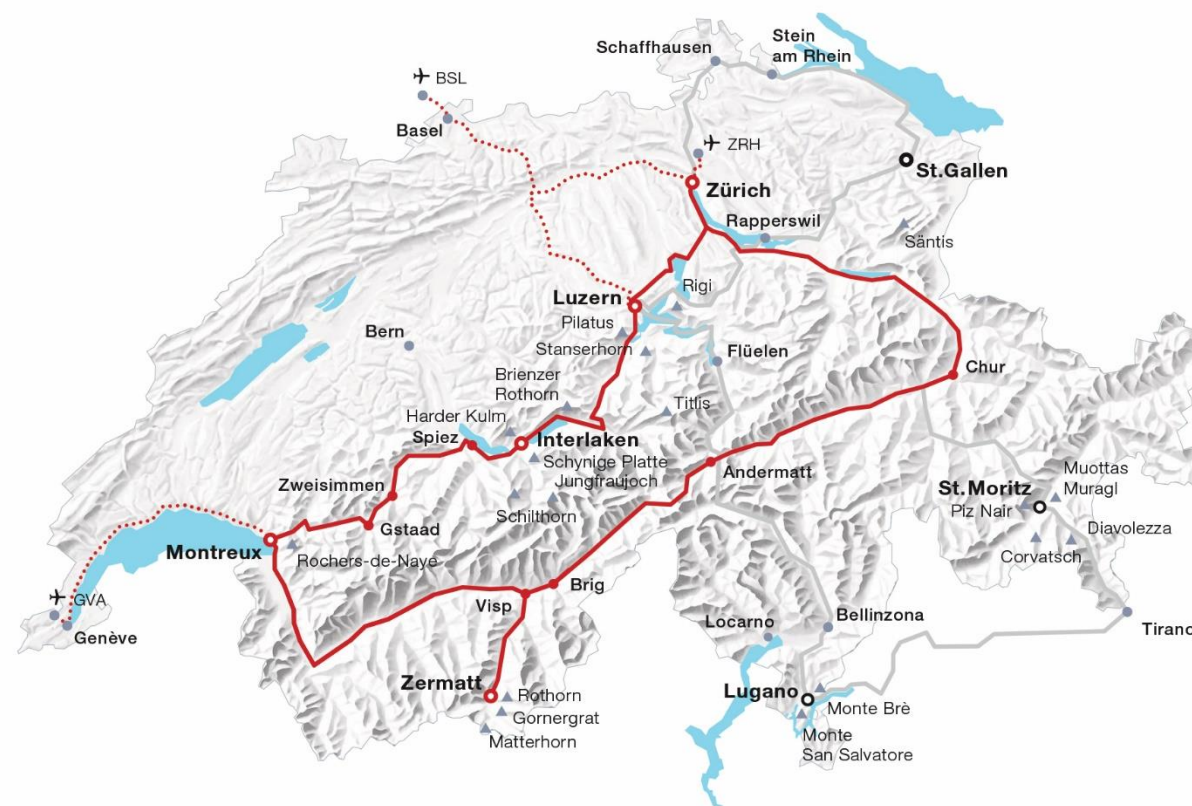 Schaffhausen
Stein
am Rhein
BSL
Basel
ZRH
Zürich
St.Gallen
Rapperswil
Säntis
Luzern
Rigi
Pilatus
Stanserhorn
Bern
Flüelen
Chur
Brienzer
Rothorn
Titlis
Harder Kulm
Spiez
Interlaken
Schynige Platte
Jungfraujoch
Andermatt
Muottas
Muragl
St.Moritz
Piz Nair
Zweisimmen
Schilthorn
Diavolezza
Corvatsch
Gstaad
Montreux
Rochers-de-Naye
Brig
Visp
GVA
Genève
Bellinzona
Locarno
Tirano
Zermatt
Rothorn
Gornergrat
Matterhorn
Lugano
Monte Brè
Monte
San Salvatore